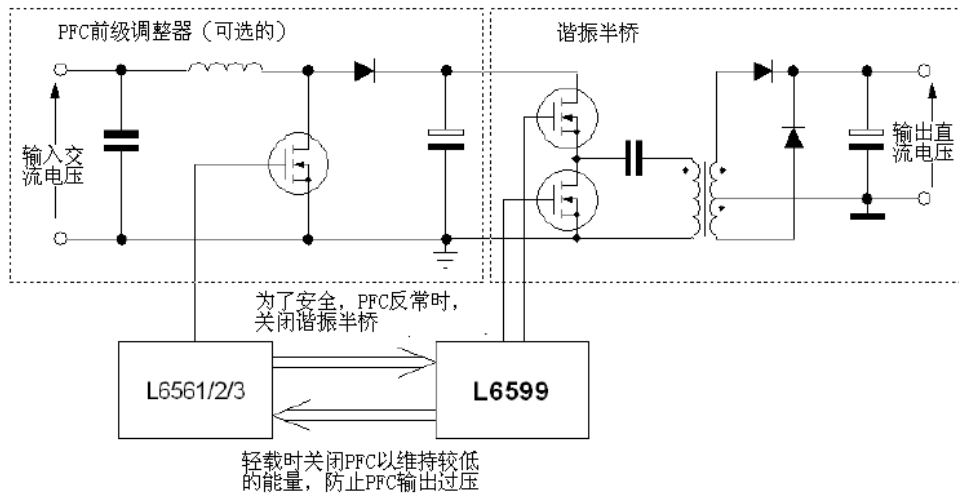 PFC前级调整器（可选的）
谐振半桥
输入交
流电压
输出直
流电压
为了安全，PFC反常时，
关闭谐振半桥
L6561/2/3
L6599
轻载时关闭PFC以维持较低
的能量，防止PFC输出过压